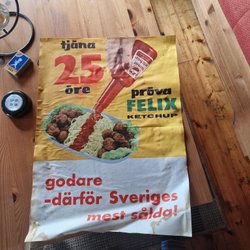 tjäna
25
öre
pröva
FELIX
KETCHUP
godare
-därför Sveriges
mest sålda!